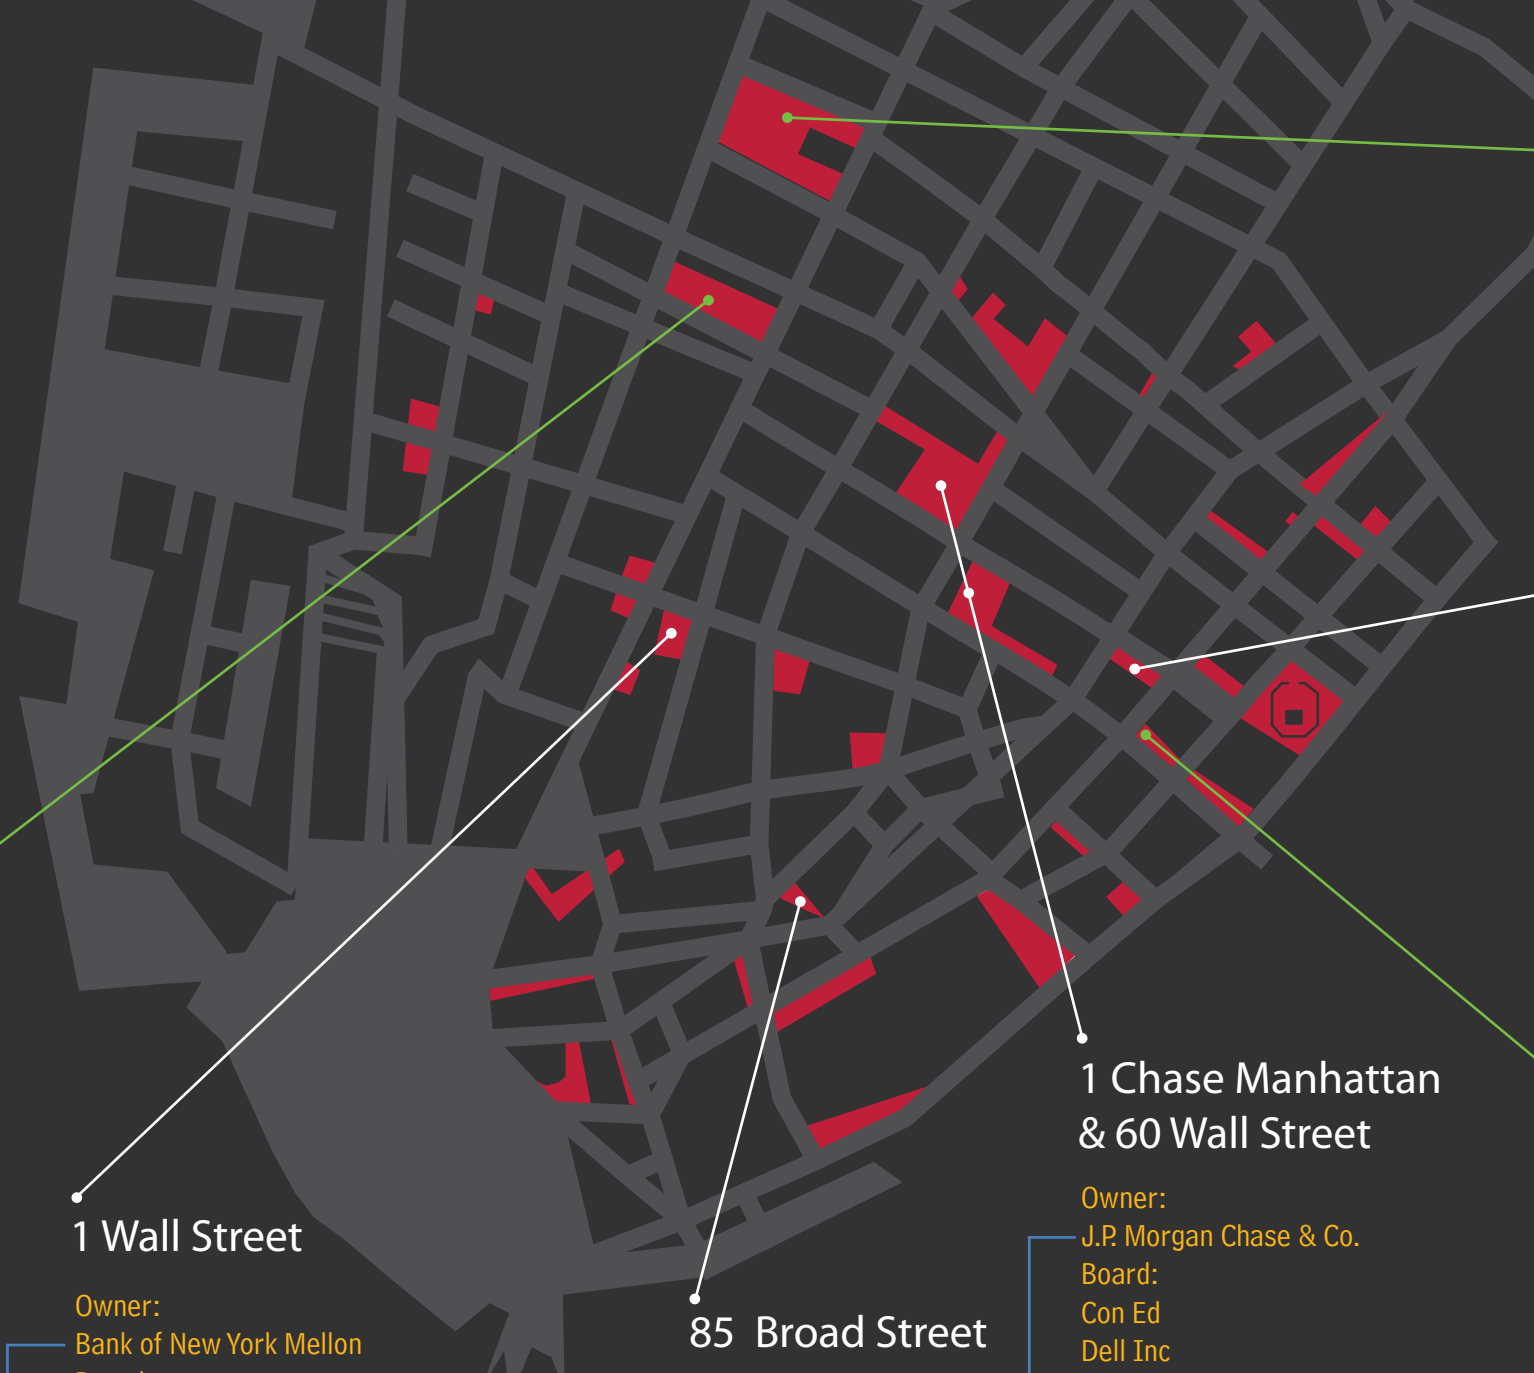 1 Chase Manhattan
& 60 Wall Street
Owner:
J.P. Morgan Chase & Co.
Board:
Con Ed
Dell Inc
1 Wall Street
Owner:
Bank of New York Mellon
85 Broad Street